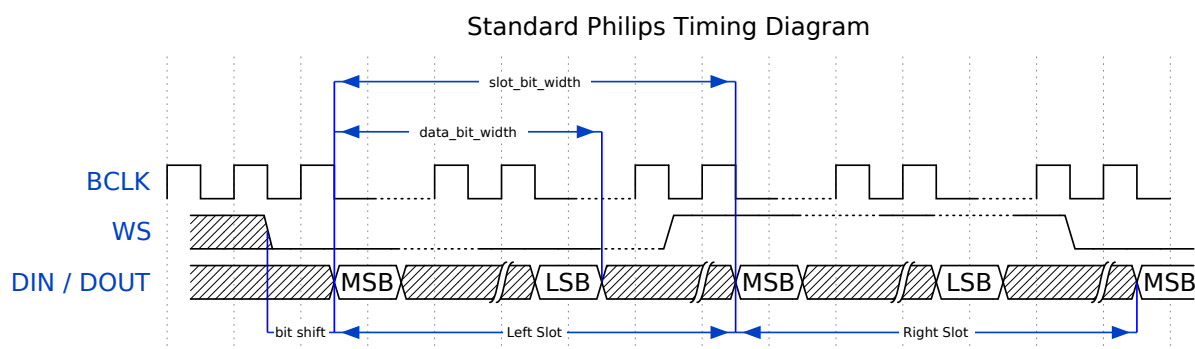 Standard Philips Timing Diagram
slot_bit_width
data_bit_width
BCLK
WS
DIN / DOUT
MSB
LSB
MSB
LSB
MSB
bit shift
Left Slot
Right Slot